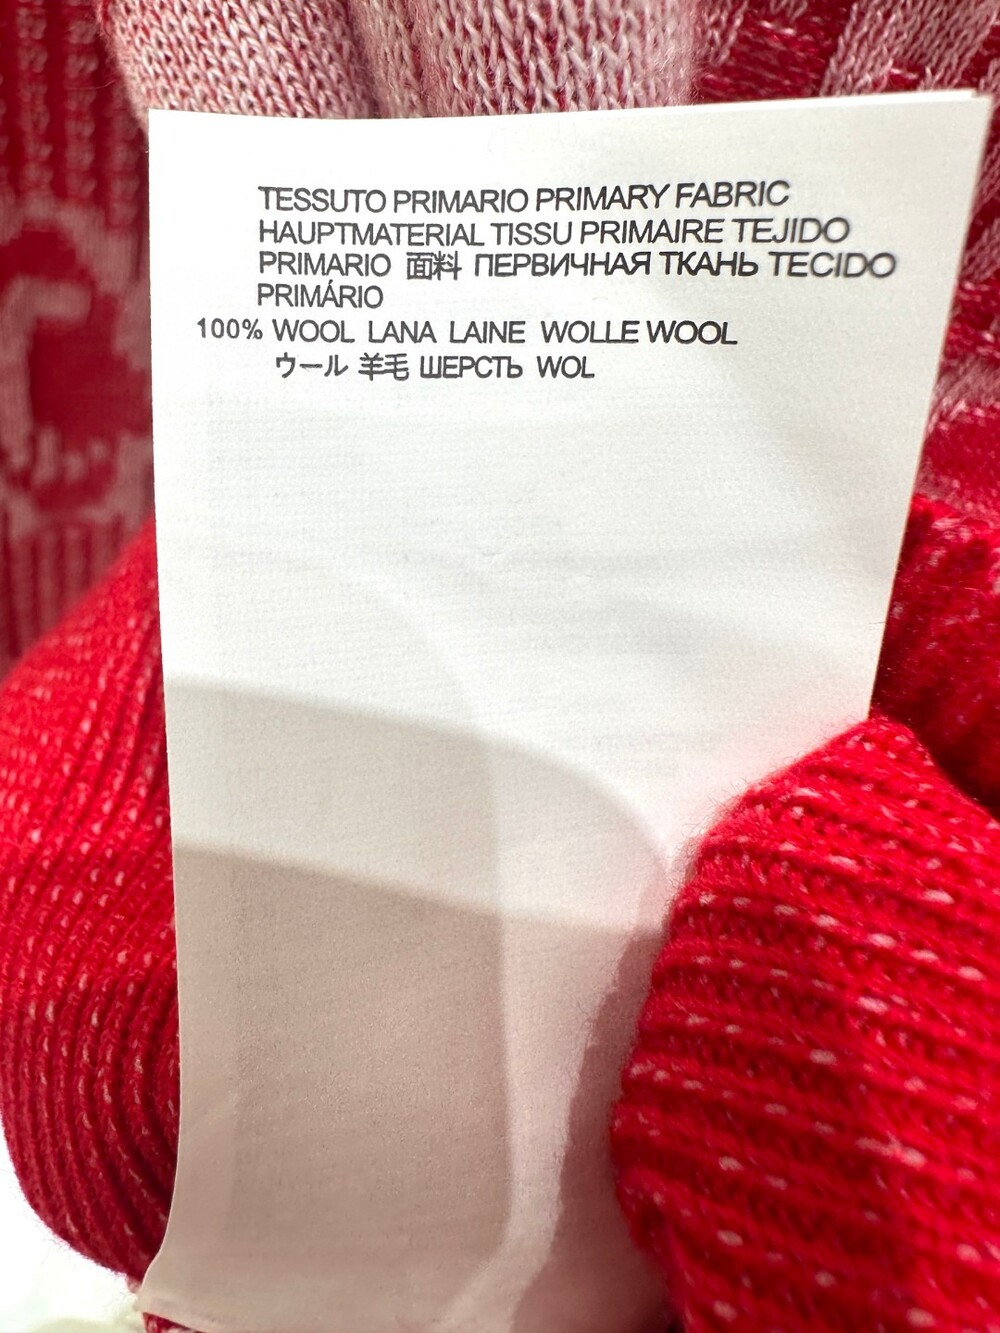 TESSUTO PRIMARIO PRIMARY FABRIC
HAUPTMATERIAL TISSU PRIMAIRE TEJIDO
PRIMARIO 面料 ПЕРВИЧНАЯ ТКАНЬ TECIDO
PRIMÁRIO
100% WOOL LANA LAINE WOLLE WOOL
ウール 羊毛 ШЕРСТЬ WOL